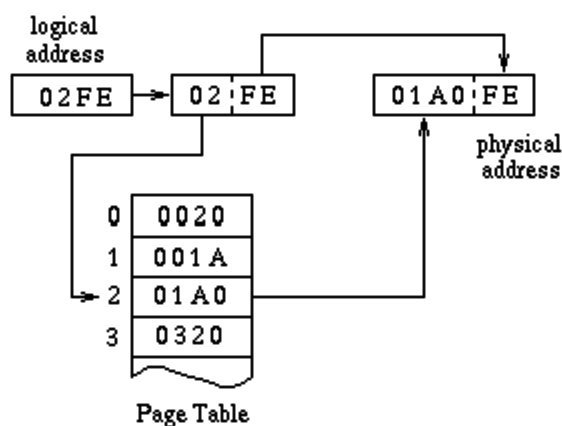 logical
address
02FE
02 FE
01A0 FE
physical
address
0 0020
1 001A
2 01A0
3 0320
Page Table